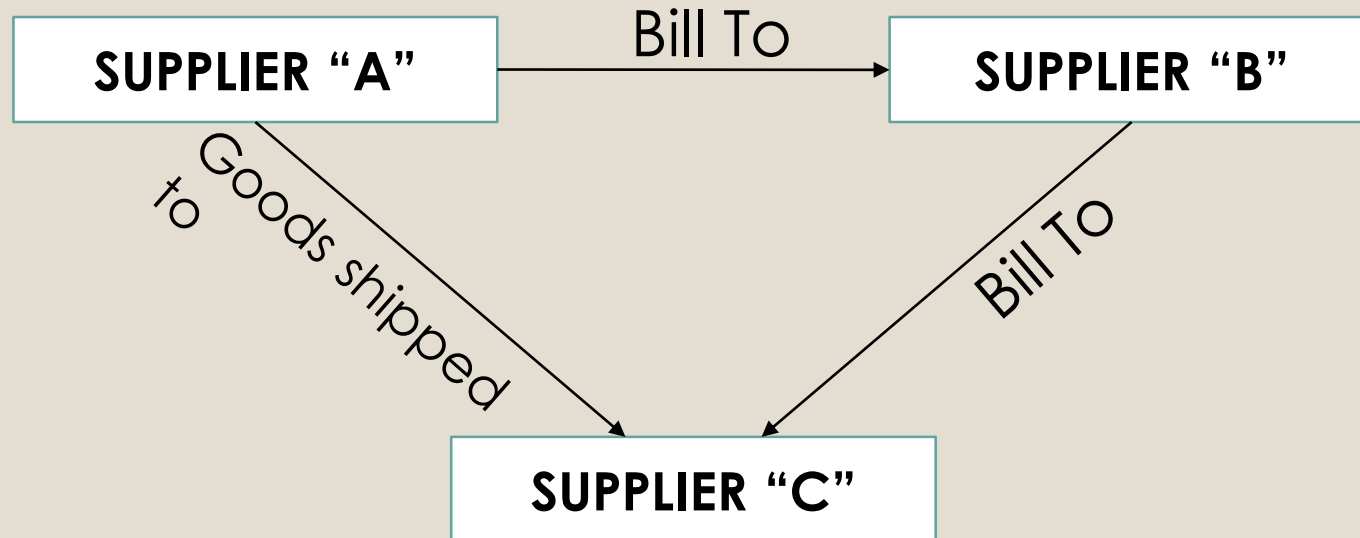 Bill To
SUPPLIER “A”
SUPPLIER “B”
Goods shipped
to
Bill To
SUPPLIER “C”